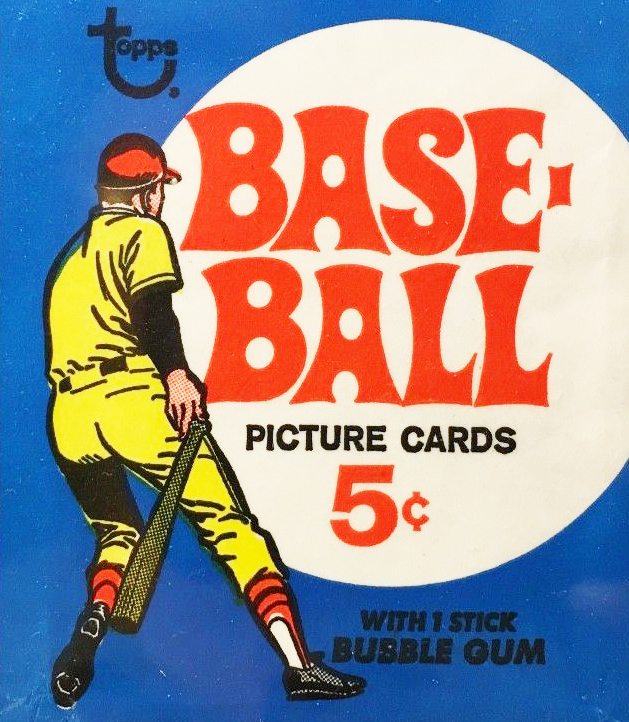 topps
BASE-
BALL
PICTURE CARDS
5¢
WITH 1 STICK
BUBBLE GUM